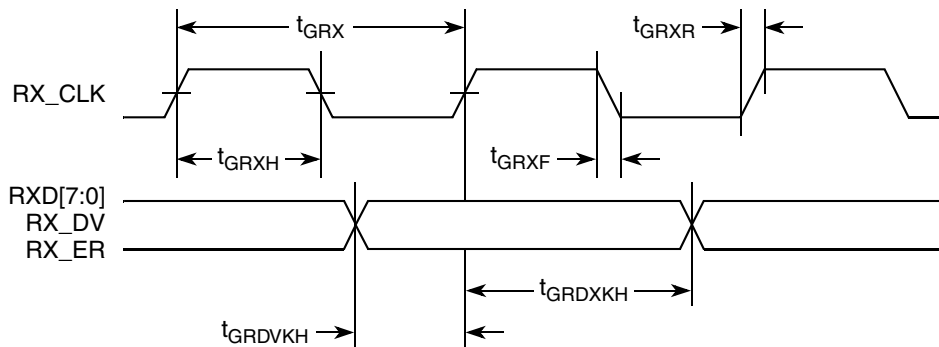 tGRX
tGRXR
RX_CLK
tGRXH
tGRXF
RXD[7:0]
RX_DV
RX_ER
tGRDXKH
tGRDVKH